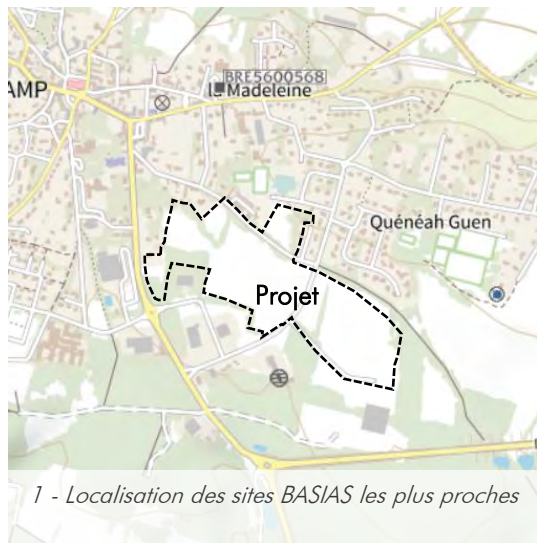 BRE5600568
AMP
la Madeleine
Quénéah Guen
Projet
1 - Localisation des sites BASIAS les plus proches